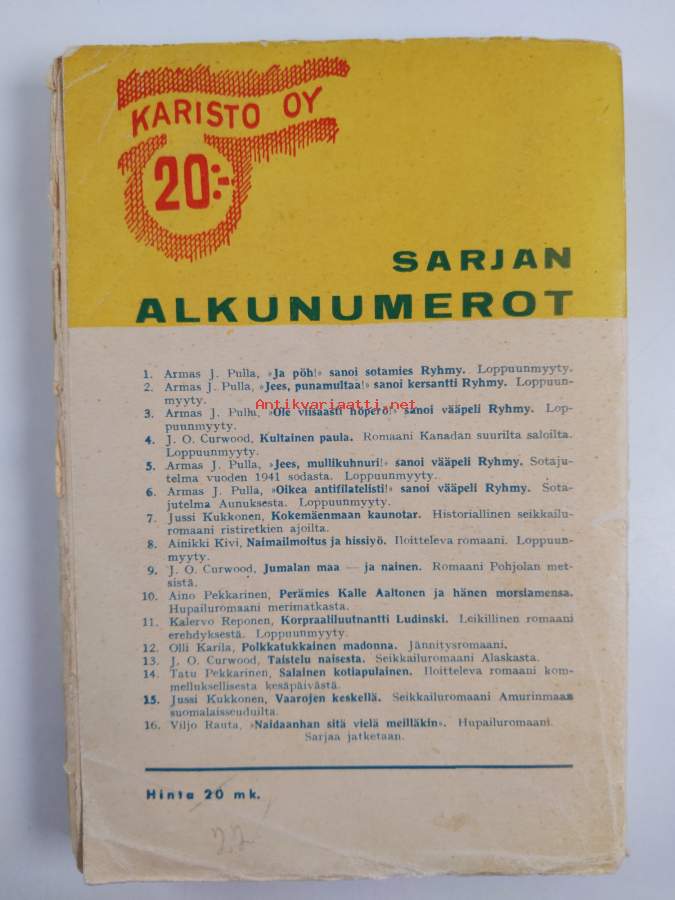 KARISTO OY
20:-
SARJAN
ALKUNUMEROT
1. Armas J. Pulla, »Ja pöh!» sanoi sotamies Ryhmy. Loppuunmyyty.
2. Armas J. Pulla, »Jees, punamultaa!» sanoi kersantti Ryhmy. Loppuun-
myyty.
Antikvariaatti.net
3. Armas J. Pulla, »Ole viisaasti höperö!» sanoi vääpeli Ryhmy. Lop-
puunmyyty.
4. J. O. Curwood, Kultainen paula. Romaani Kanadan suurilta saloilta.
Loppuunmyyty.
5. Armas J. Pulla, »Jees, mullikuhnuri!» sanoi vääpeli Ryhmy. Sotaju-
telma vuoden 1941 sodasta. Loppuunmyyty.
6. Armas J. Pulla, »Oikea antifilatelisti!» sanoi vääpeli Ryhmy. Sota-
jutelma Aunuksesta. Loppuunmyyty.
7. Jussi Kukkonen, Kokemäenmaan kaunotar. Historiallinen seikkailu-
romaani ristiretkien ajoilta.
8. Ainikki Kivi, Naimailmoitus ja hissiyö. Iloitteleva romaani. Loppuun-
myyty.
9. J. O. Curwood, Jumalan maa — ja nainen. Romaani Pohjolan met-
sistä.
10. Aino Pekkarinen, Perämies Kalle Aaltonen ja hänen morsiamensa.
Hupailuromaani merimatkasta.
11. Kalervo Reponen, Korpraaliluutnantti Ludinski. Leikillinen romaani
erehdyksestä. Loppuunmyyty.
12. Olli Karila, Polkkatukkainen madonna. Jännitysromaani.
13. J. O. Curwood, Taistelu naisesta. Seikkailuromaani Alaskasta.
14. Tatu Pekkarinen, Salainen kotiapulainen. Iloitteleva romaani kom-
melluksellisesta kesäpäivästä.
15. Jussi Kukkonen, Vaarojen keskellä. Seikkailuromaani Amurinmaan
suomalaisseuduilta.
16. Viljo Rauta, »Naidaanhan sitä vielä meilläkin». Hupailuromaani.
Sarjaa jatketaan.
Hinta 20 mk.